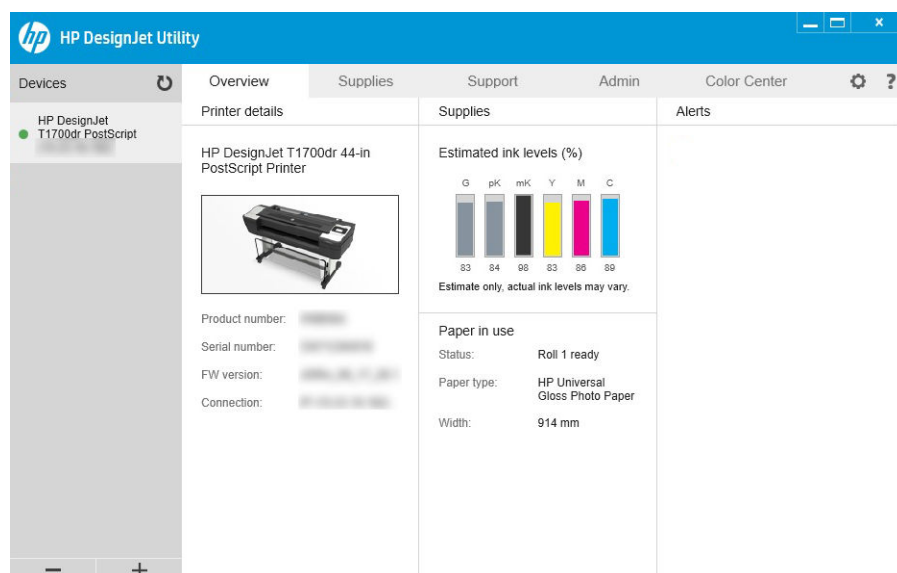 hp HP DesignJet Utility
Devices
Overview
Supplies
Support
Admin
Color Center
?
HP DesignJet
T1700dr PostScript
Printer details
HP DesignJet T1700dr 44-in
PostScript Printer
Product number:
Serial number:
FW version:
Connection:
Supplies
Estimated ink levels (%)
G pK mK Y M C
83 84 98 83 86 89
Estimate only, actual ink levels may vary.
Paper in use
Status: Roll 1 ready
Paper type: HP Universal
Gloss Photo Paper
Width: 914 mm
Alerts